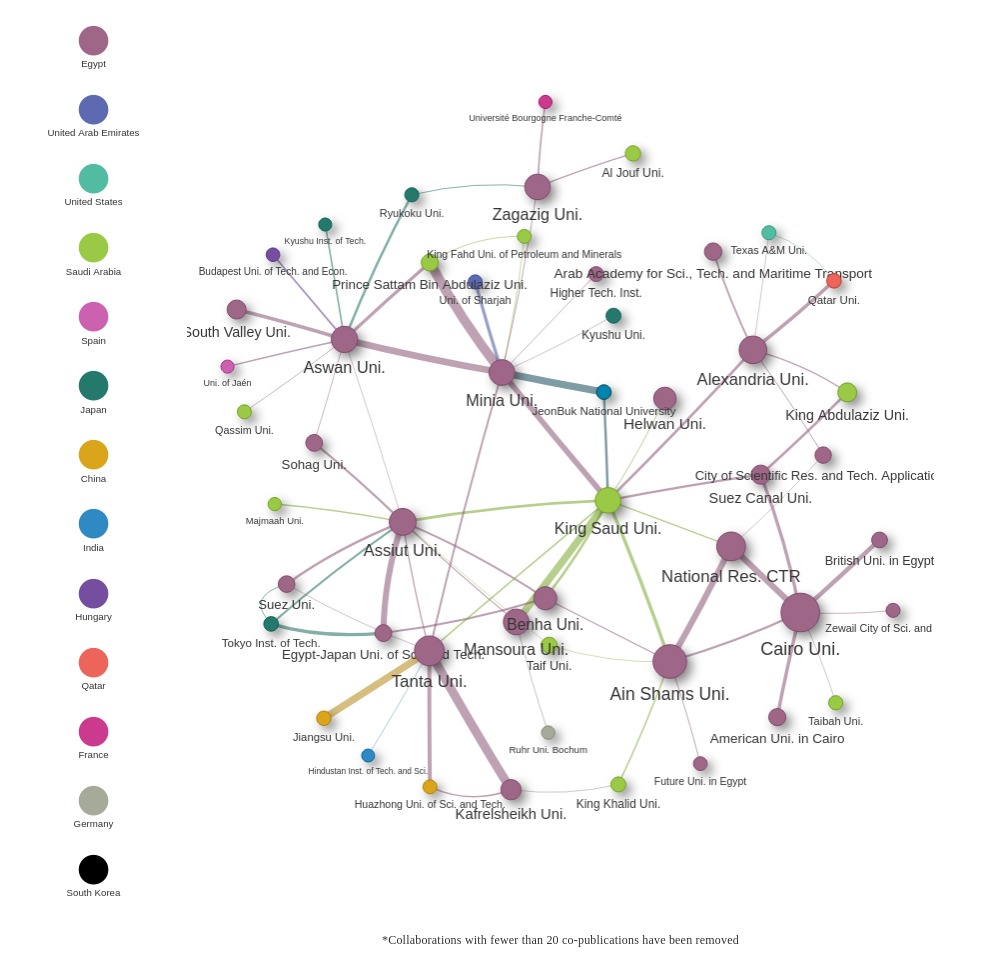 Egypt
United Arab Emirates
United States
Saudi Arabia
Spain
Japan
China
India
Hungary
Qatar
France
Germany
South Korea
Université Bourgogne Franche-Comté
Al Jouf Uni.
Ryukoku Uni.
Zagazig Uni.
Kyushu Inst. of Tech.
King Fahd Uni. of Petroleum and Minerals
Texas A&M Uni.
Budapest Uni. of Tech. and Econ.
Arab Academy for Sci., Tech. and Maritime Transport
Prince Sattam Bin Abdulaziz Uni.
Higher Tech. Inst.
Uni. of Sharjah
Qatar Uni.
South Valley Uni.
Kyushu Uni.
Aswan Uni.
Alexandria Uni.
Uni. of Jaén
Minia Uni.
JeonBuk National University
King Abdulaziz Uni.
Helwan Uni.
Qassim Uni.
Sohag Uni.
City of Scientific Res. and Tech. Applicatic
Suez Canal Uni.
Majmaah Uni.
King Saud Uni.
Assiut Uni.
British Uni. in Egypt
National Res. CTR
Suez Uni.
Benha Uni.
Zewail City of Sci. and
Tokyo Inst. of Tech.
Egypt-Japan Uni. of Sci. and Tech.
Mansoura Uni.
Cairo Uni.
Taif Uni.
Tanta Uni.
Ain Shams Uni.
Taibah Uni.
Jiangsu Uni.
American Uni. in Cairo
Ruhr Uni. Bochum
Hindustan Inst. of Tech. and Sci.
Future Uni. in Egypt
Huazhong Uni. of Sci. and Tech.
King Khalid Uni.
Kafrelsheikh Uni.
*Collaborations with fewer than 20 co-publications have been removed